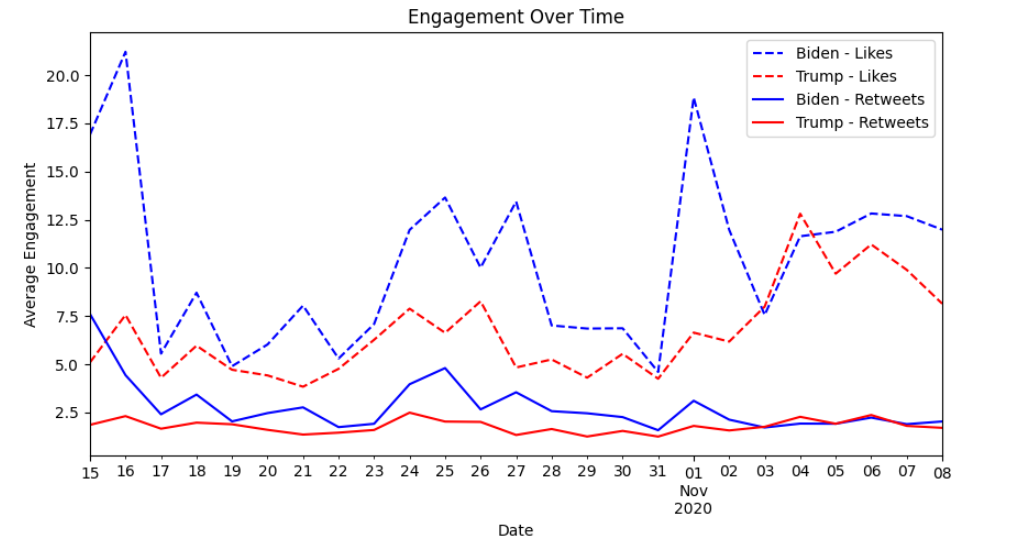 Engagement Over Time
Biden - Likes
Trump - Likes
Biden - Retweets
Trump - Retweets
Average Engagement
20.0
17.5
15.0
12.5
10.0
7.5
5.0
2.5
15 16 17 18 19 20 21 22 23 24 25 26 27 28 29 30 31 01 02 03 04 05 06 07 08
Nov
2020
Date